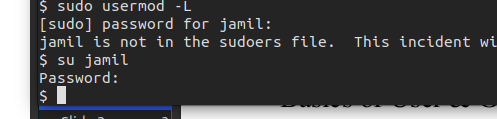 $ sudo usermod -L
[sudo] password for jamil:
jamil is not in the sudoers file.  This incident wi
$ su jamil
Password:
$